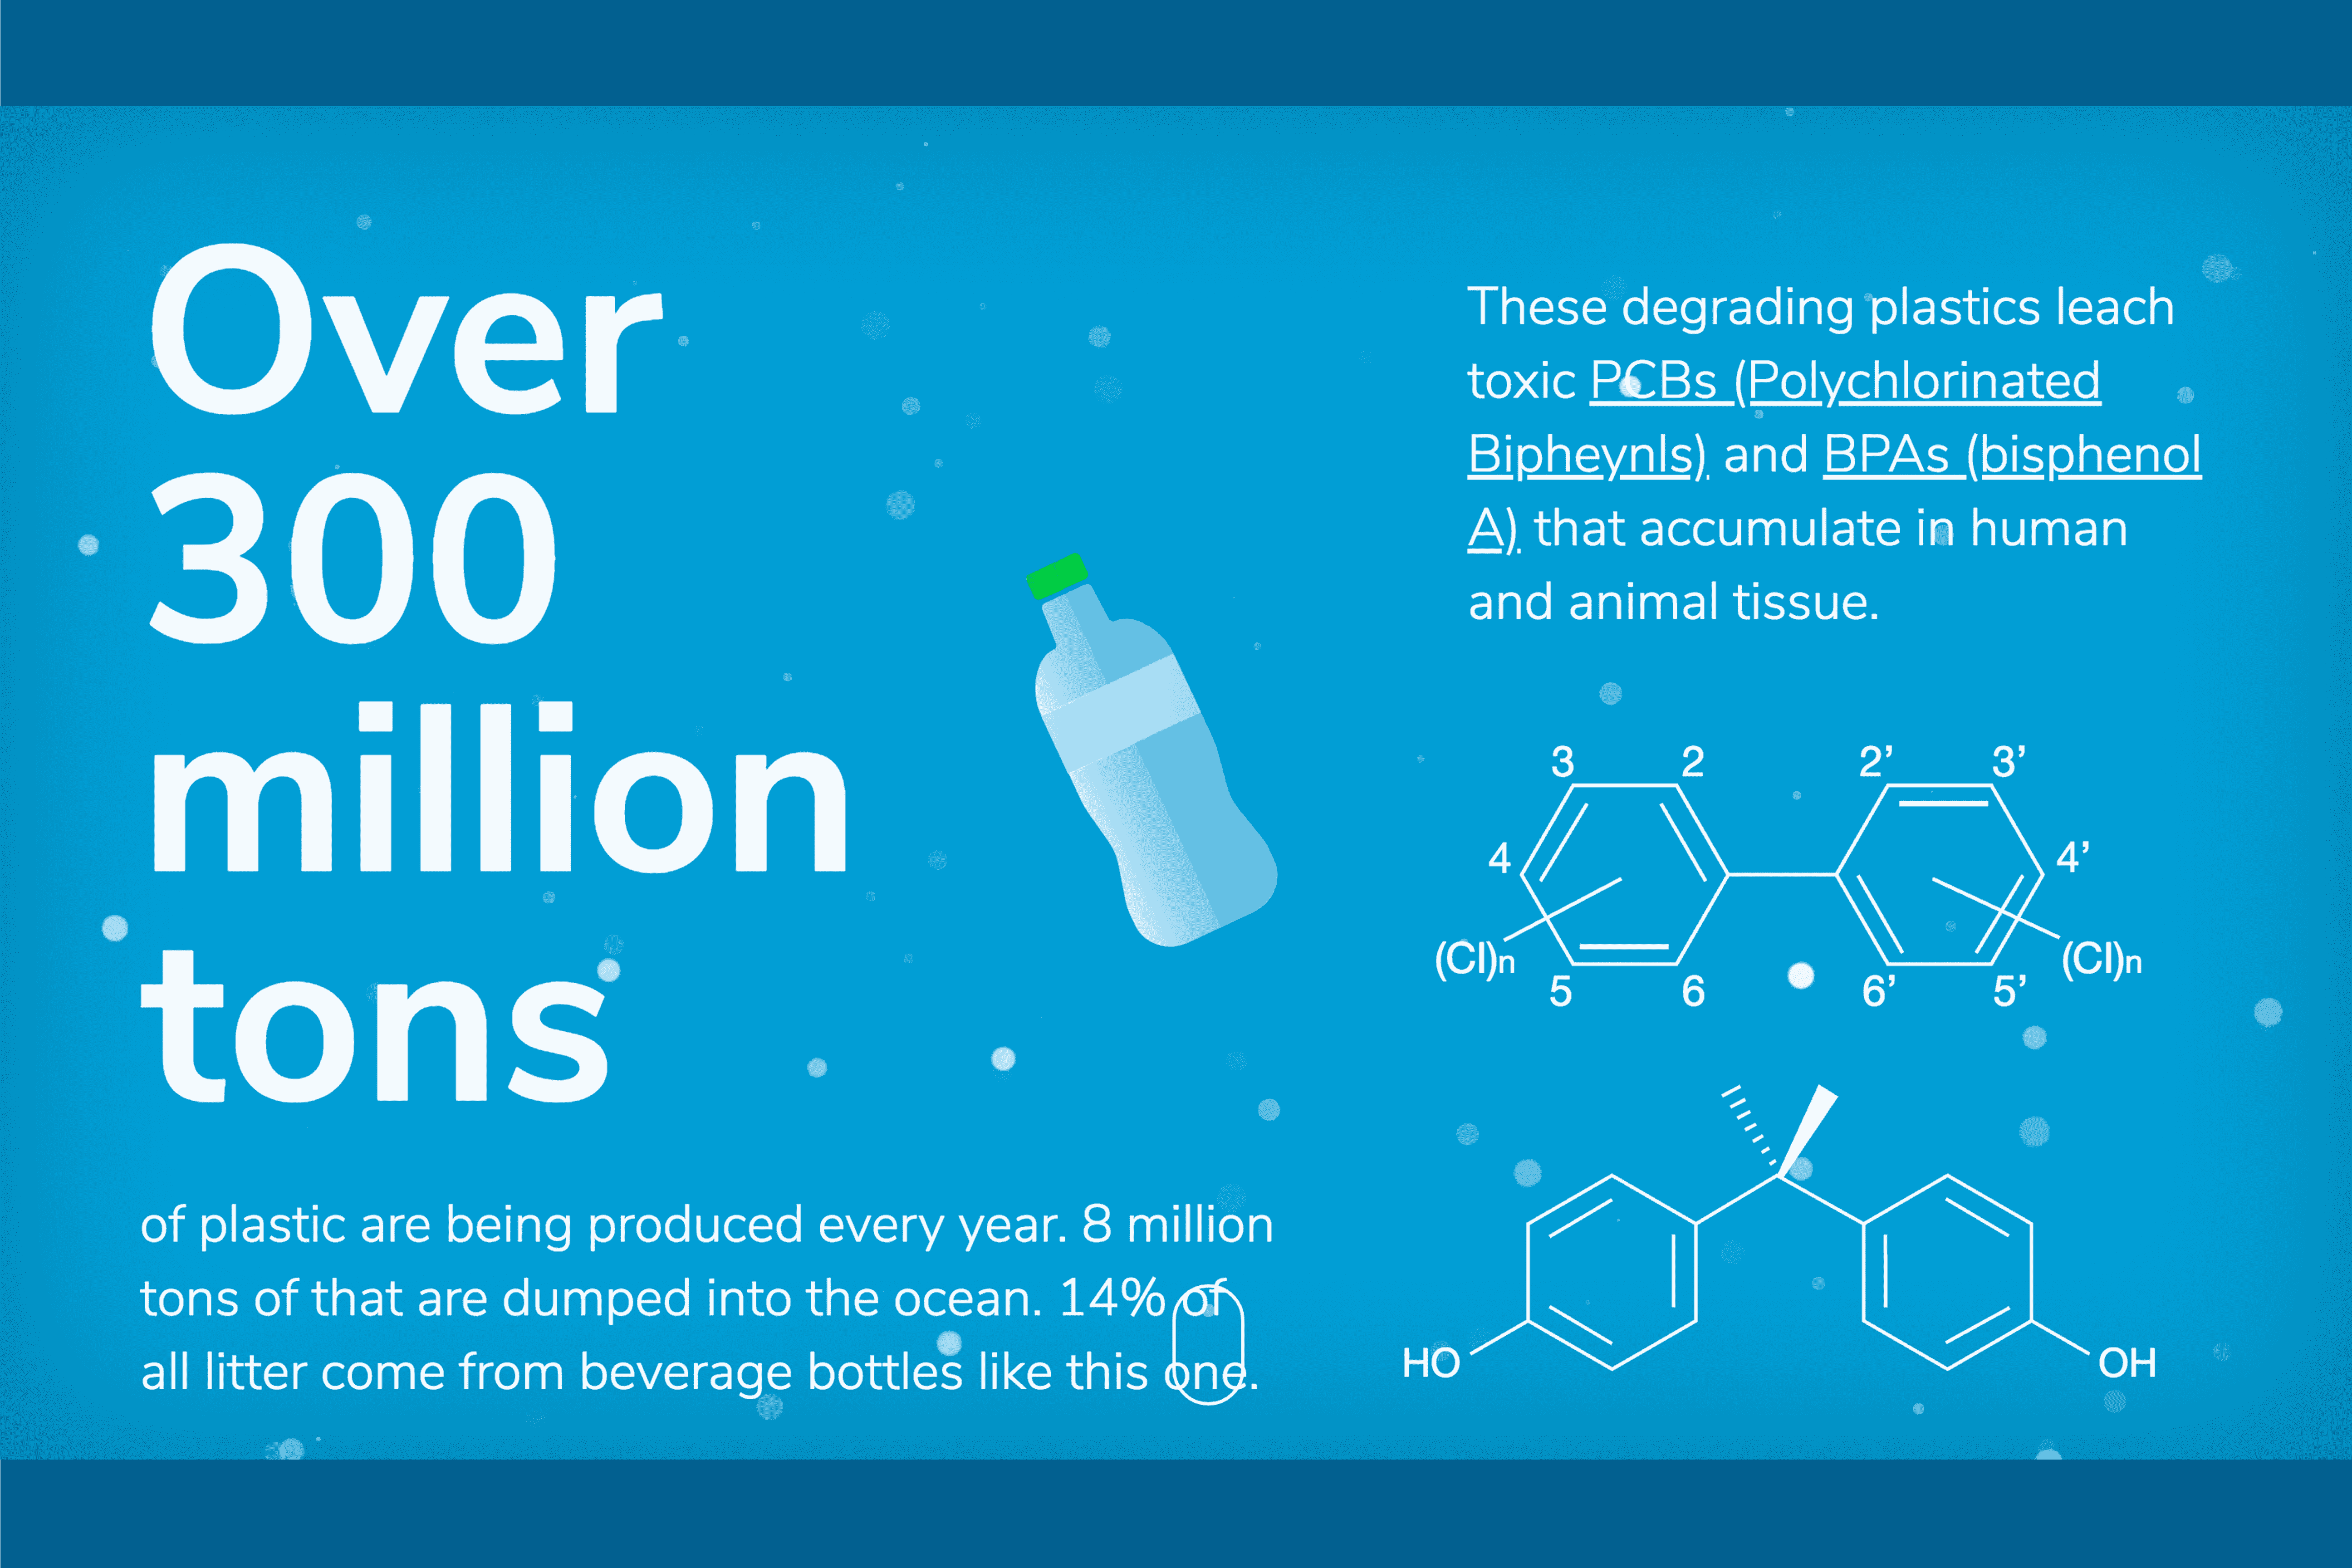 Over
300
million
tons
of plastic are being produced every year. 8 million
tons of that are dumped into the ocean. 14% of
all litter come from beverage bottles like this one.
These degrading plastics leach
toxic PCBs (Polychlorinated
Bipheynls) and BPAs (bisphenol
A) that accumulate in human
and animal tissue.
3 2 2’ 3’
4 4’
(Cl)n (Cl)n
5 6 6’ 5’
HO OH